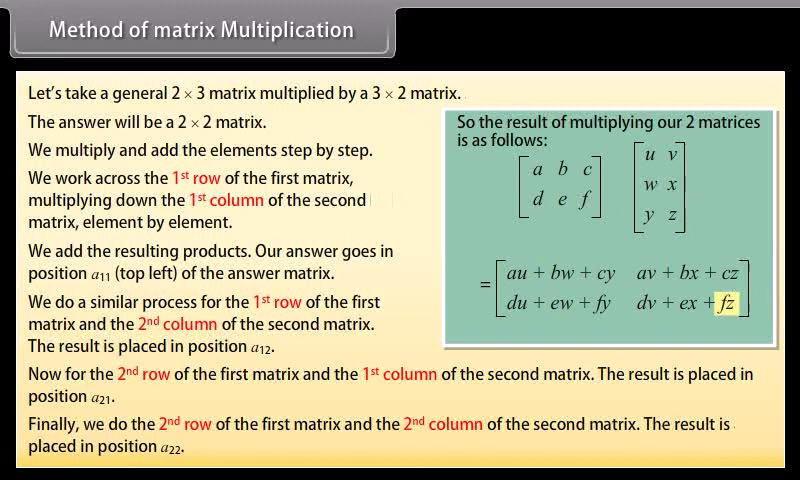 Method of matrix Multiplication
Let's take a general 2 × 3 matrix multiplied by a 3 × 2 matrix.
The answer will be a 2 × 2 matrix.
We multiply and add the elements step by step.
We work across the 1st row of the first matrix,
multiplying down the 1st column of the second
matrix, element by element.
We add the resulting products. Our answer goes in
position a11 (top left) of the answer matrix.
We do a similar process for the 1st row of the first
matrix and the 2nd column of the second matrix.
The result is placed in position a12.
Now for the 2nd row of the first matrix and the 1st column of the second matrix. The result is placed in
position a21.
Finally, we do the 2nd row of the first matrix and the 2nd column of the second matrix. The result is
placed in position a22.
So the result of multiplying our 2 matrices
is as follows:
[a b c] [u v]
[d e f] [w x]
[y z]
= [au + bw + cy av + bx + cz]
[du + ew + fy dv + ex + fz]